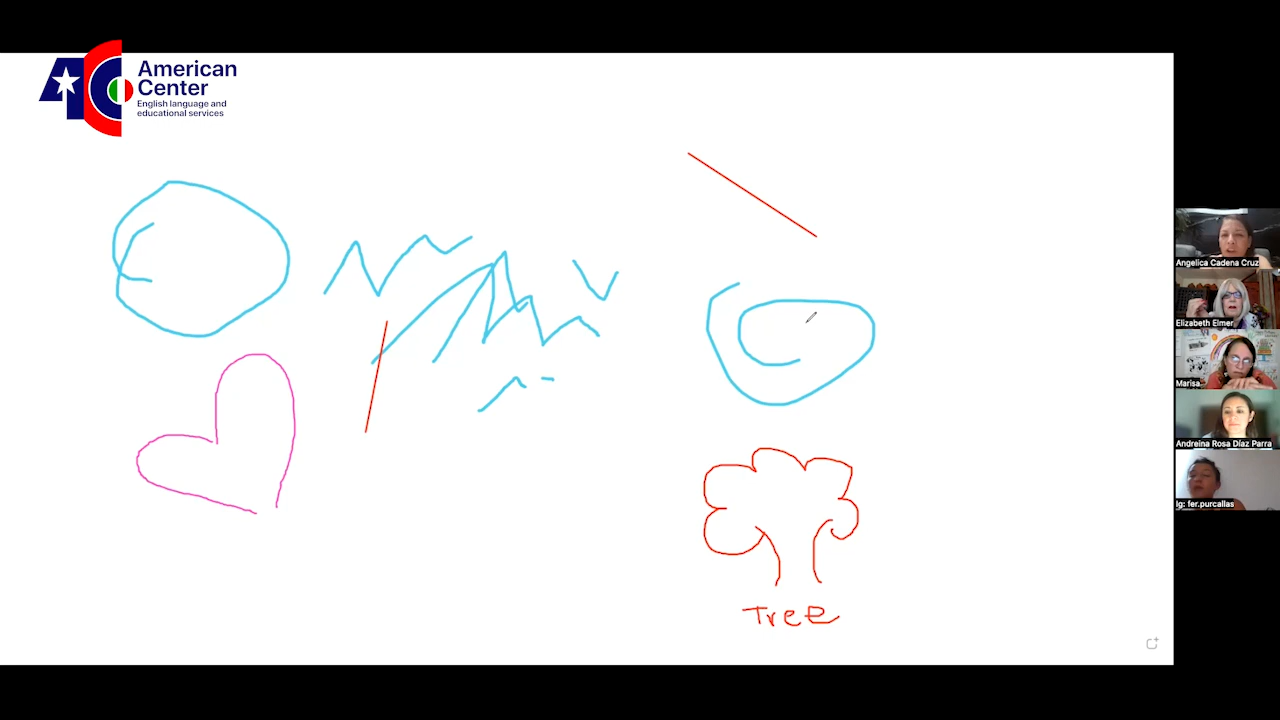 American
Center
English language and
educational services
Tree
Angelica Cadena Cruz
Elizabeth Elmer
Marisa
Andreina Rosa Díaz Parra
ig: fer.purcallas